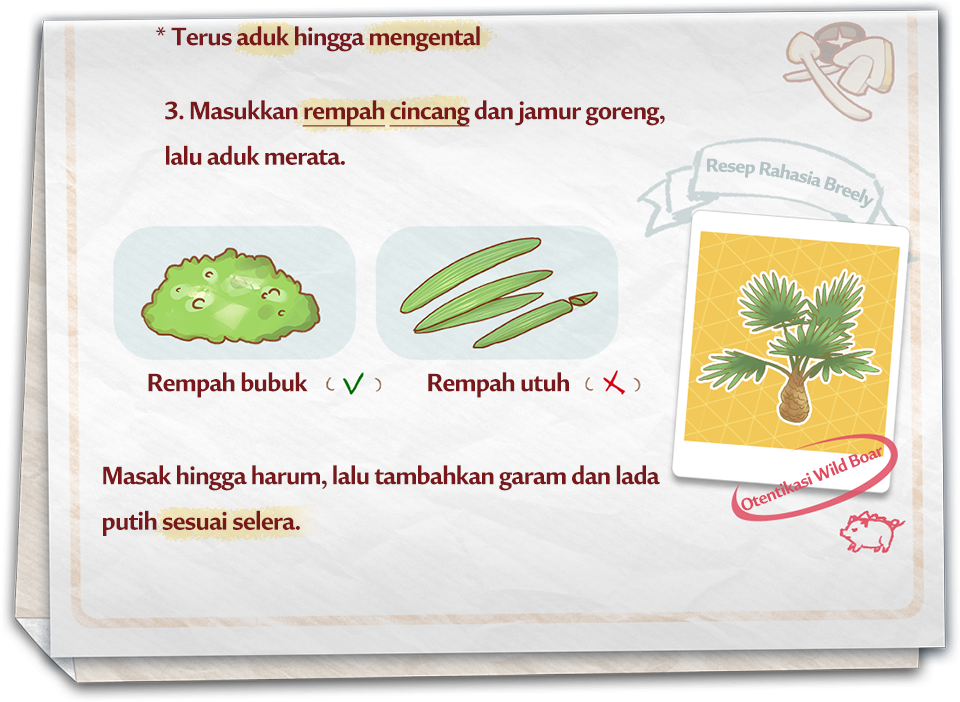 * Terus aduk hingga mengental
3. Masukkan rempah cincang dan jamur goreng,
lalu aduk merata.
Resep Rahasia Breely
Rempah bubuk ( ✓ )
Rempah utuh ( ✗ )
Masak hingga harum, lalu tambahkan garam dan lada
putih sesuai selera.
Otentikasi Wild Boar